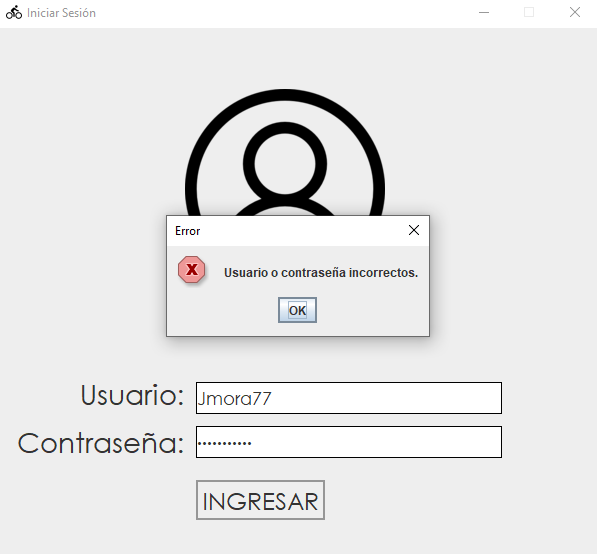 Iniciar Sesión
Error
Usuario o contraseña incorrectos.
OK
Usuario: Jmora77
Contraseña: •••••••••••
INGRESAR